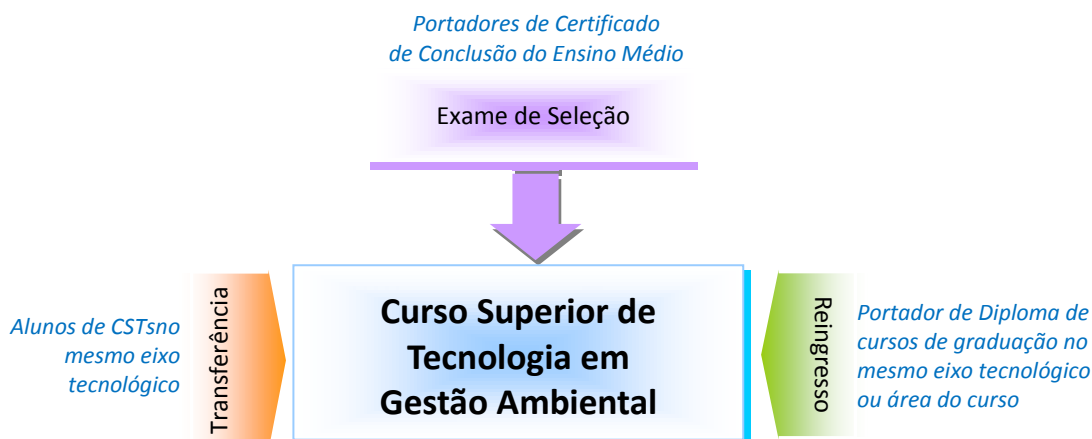 Portadores de Certificado
de Conclusão do Ensino Médio
Exame de Seleção
Alunos de CSTsno
mesmo eixo
tecnológico
Transferência
Curso Superior de
Tecnologia em
Gestão Ambiental
Reingresso
Portador de Diploma de
cursos de graduação no
mesmo eixo tecnológico
ou área do curso